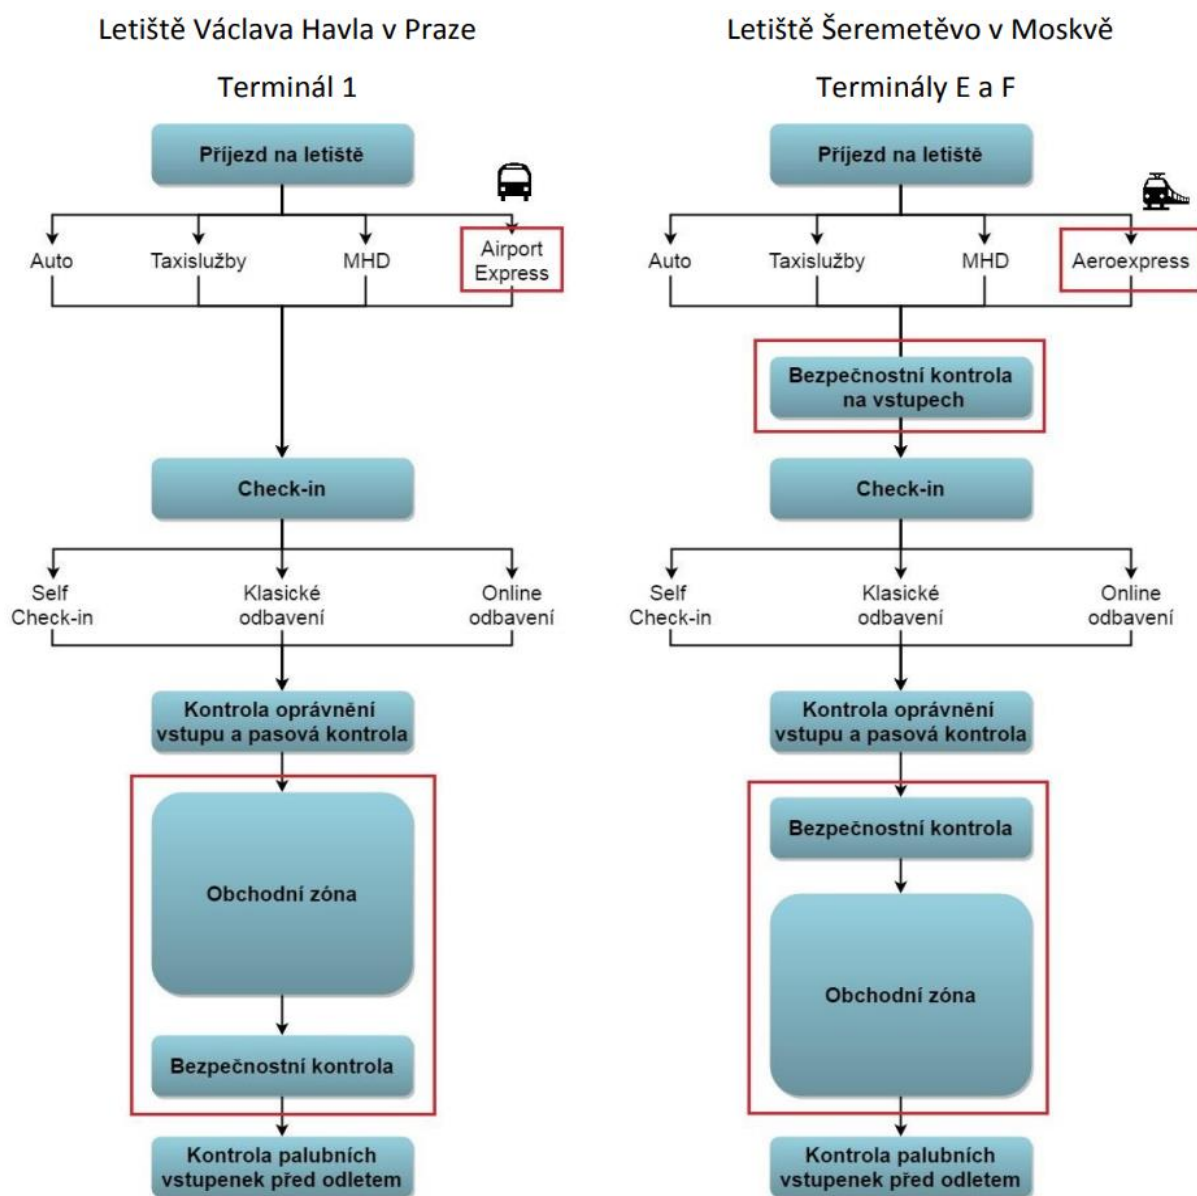 Letiště Václava Havla v Praze
Terminál 1
Příjezd na letiště
Auto
Taxislužby
MHD
Airport
Express
Check-in
Self
Check-in
Klasické
odbavení
Online
odbavení
Kontrola oprávnění
vstupu a pasová kontrola
Obchodní zóna
Bezpečnostní kontrola
Kontrola palubních
vstupenek před odletem
Letiště Šeremetěvo v Moskvě
Terminály E a F
Příjezd na letiště
Auto
Taxislužby
MHD
Aeroexpress
Bezpečnostní kontrola
na vstupech
Check-in
Self
Check-in
Klasické
odbavení
Online
odbavení
Kontrola oprávnění
vstupu a pasová kontrola
Bezpečnostní kontrola
Obchodní zóna
Kontrola palubních
vstupenek před odletem